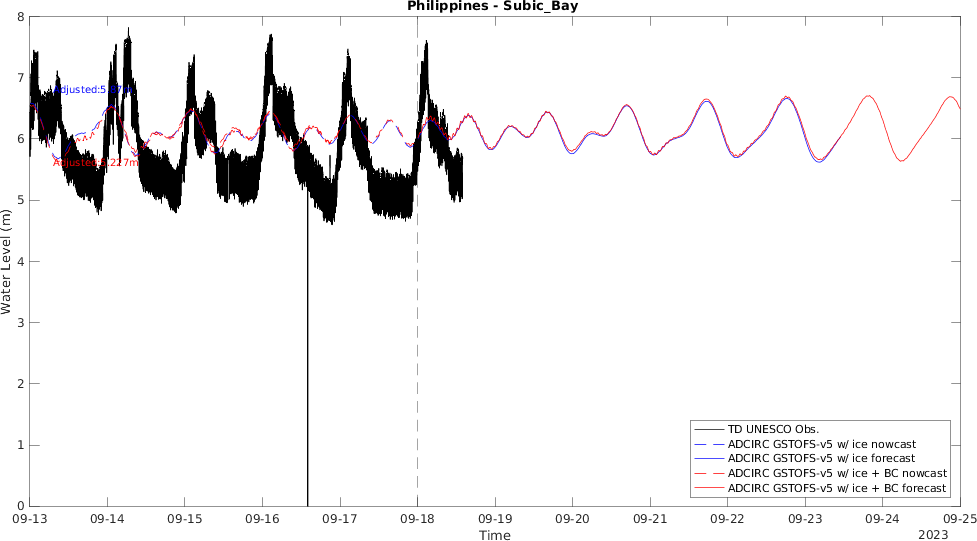 Philippines - Subic_Bay
8
7
6
5
4
3
2
1
0
Water Level (m)
09-13
09-14
09-15
09-16
09-17
09-18
09-19
09-20
09-21
09-22
09-23
09-24
09-25
Time
2023
TD UNESCO Obs.
ADCIRC GSTOFS-v5 w/ ice nowcast
ADCIRC GSTOFS-v5 w/ ice forecast
ADCIRC GSTOFS-v5 w/ ice + BC nowcast
ADCIRC GSTOFS-v5 w/ ice + BC forecast